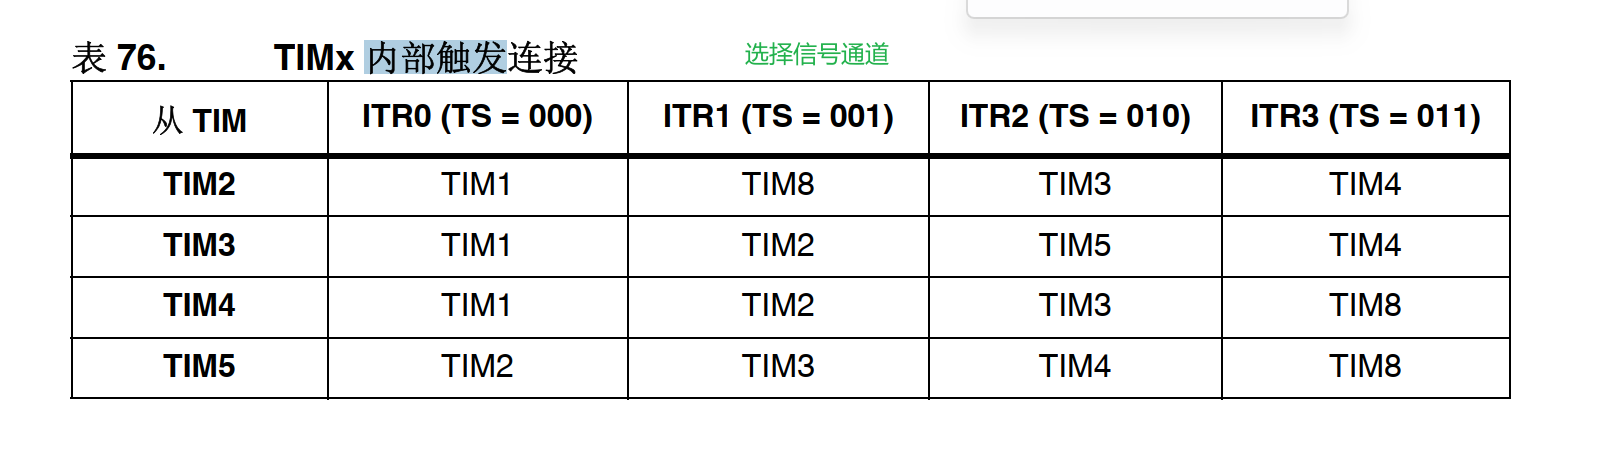 表 76. TIMx 内部触发连接 选择信号通道
从 TIM ITR0 (TS = 000) ITR1 (TS = 001) ITR2 (TS = 010) ITR3 (TS = 011)
TIM2 TIM1 TIM8 TIM3 TIM4
TIM3 TIM1 TIM2 TIM5 TIM4
TIM4 TIM1 TIM2 TIM3 TIM8
TIM5 TIM2 TIM3 TIM4 TIM8